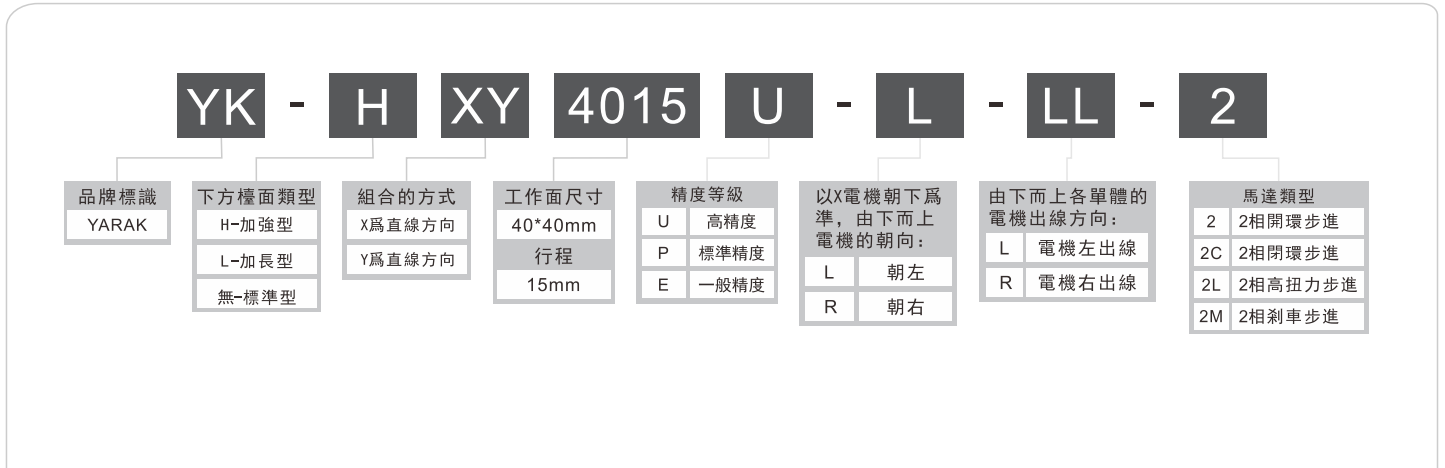 YK - H XY 4015 U - L - LL - 2
品牌標識
YARAK
下方檯面類型
H-加強型
L-加長型
無-標準型
組合的方式
X爲直線方向
Y爲直線方向
工作面尺寸
40*40mm
行程
15mm
精度等級
U 高精度
P 標準精度
E 一般精度
以X電機朝下爲
準，由下而上
電機的朝向：
L 朝左
R 朝右
由下而上各單體的
電機出線方向：
L 電機左出線
R 電機右出線
馬達類型
2 2相開環步進
2C 2相閉環步進
2L 2相高扭力步進
2M 2相剎車步進